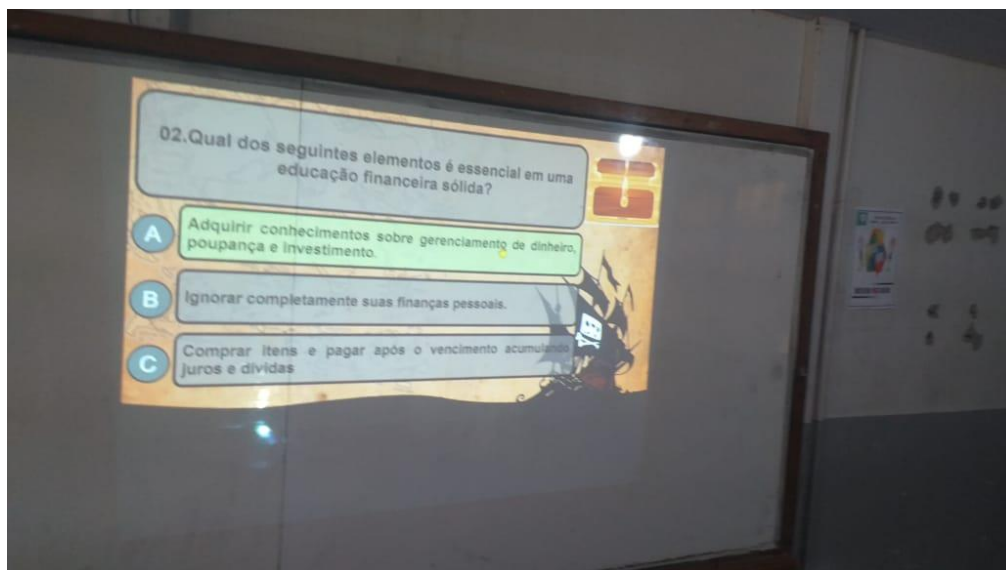 02.Qual dos seguintes elementos é essencial em uma
educação financeira sólida?
A
Adquirir conhecimentos sobre gerenciamento de dinheiro,
poupança e investimento.
B
Ignorar completamente suas finanças pessoais.
C
Comprar itens e pagar após o vencimento acumulando
juros e dívidas